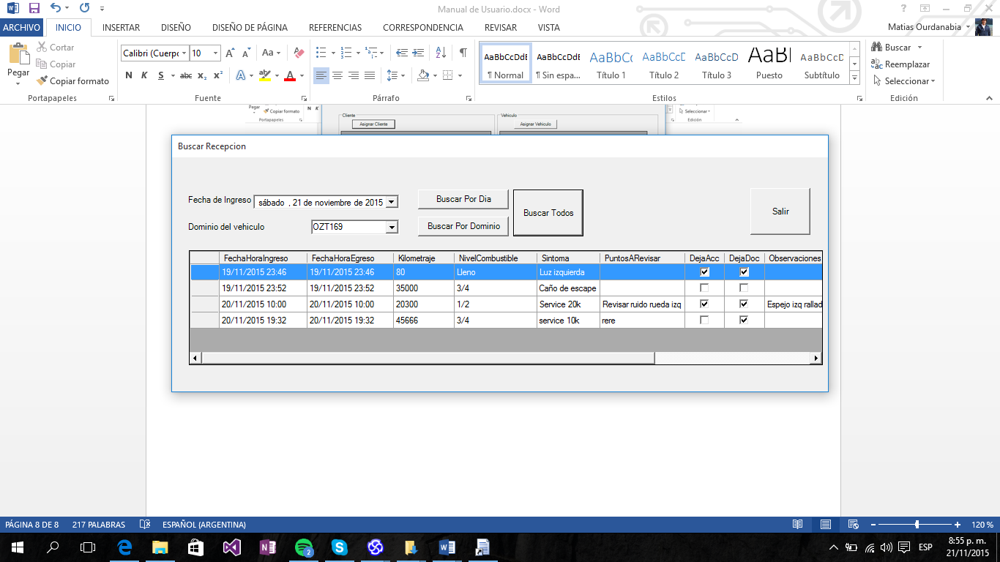 Manual de Usuario.docx - Word
ARCHIVO INICIO INSERTAR DISEÑO DISEÑO DE PÁGINA REFERENCIAS CORRESPONDENCIA REVISAR VISTA Matias Ourdanabia
Pegar
Cortar
Copiar
Copiar formato
Portapapeles
Calibri (Cuerpo 10
N K S abc x₂ x²
Fuente
Párrafo
AaBbCcDdE AaBbCcDdE AaBbCc AaBbCcD AaBbCcD AaBl AaBbCcD
¶ Normal ¶ Sin espa... Título 1 Título 2 Título 3 Puesto Subtítulo
Estilos
Buscar
Reemplazar
Seleccionar
Edición
Pegar
Copiar formato
Portapapeles
N K
Cliente
Asignar Cliente
Vehiculo
Asignar Vehiculo
Seleccionar
Edición
Buscar Recepcion
Fecha de Ingreso sábado , 21 de noviembre de 2015
Dominio del vehiculo OZT169
Buscar Por Dia
Buscar Por Dominio
Buscar Todos
Salir
FechaHoraIngreso FechaHoraEgreso Kilometraje NivelCombustible Sintoma PuntosARevisar DejaAcc DejaDoc Observaciones
19/11/2015 23:46 19/11/2015 23:46 80 Lleno Luz izquierda
19/11/2015 23:52 19/11/2015 23:52 35000 3/4 Caño de escape
20/11/2015 10:00 20/11/2015 10:00 20300 1/2 Service 20k Revisar ruido rueda izq Espejo izq rallad
20/11/2015 19:32 20/11/2015 19:32 45666 3/4 service 10k rere
PÁGINA 8 DE 8 217 PALABRAS ESPAÑOL (ARGENTINA) 120 %
ESP
8:55 p. m.
21/11/2015